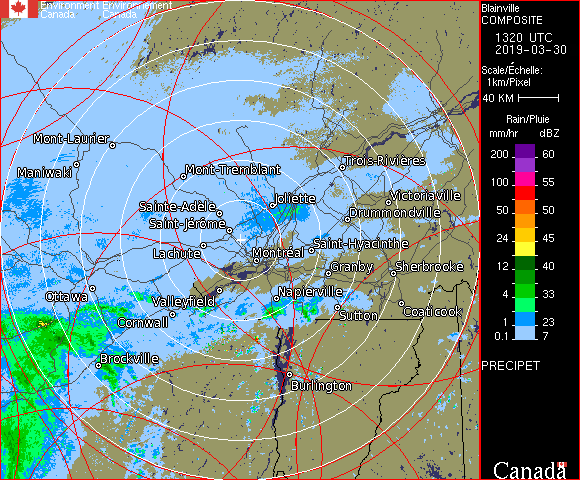 Environment Environnement
Canada Canada
Blainville
COMPOSITE
1320 UTC
2019-03-30
Scale/Échelle:
1km/Pixel
40 KM
Rain/Pluie
mm/hr dBZ
200 60
100 55
50 50
24 45
12 40
4 33
1 23
0.1 7
PRECIPET
Canada
Mont-Laurier
Maniwaki
Mont-Tremblant
Trois-Rivières
Sainte-Adèle
Joliette
Victoriaville
Drummondville
Saint-Jérôme
Lachute
Montréal
Saint-Hyacinthe
Granby
Sherbrooke
Ottawa
Valleyfield
Napierville
Cornwall
Sutton
Coaticook
Brockville
Burlington